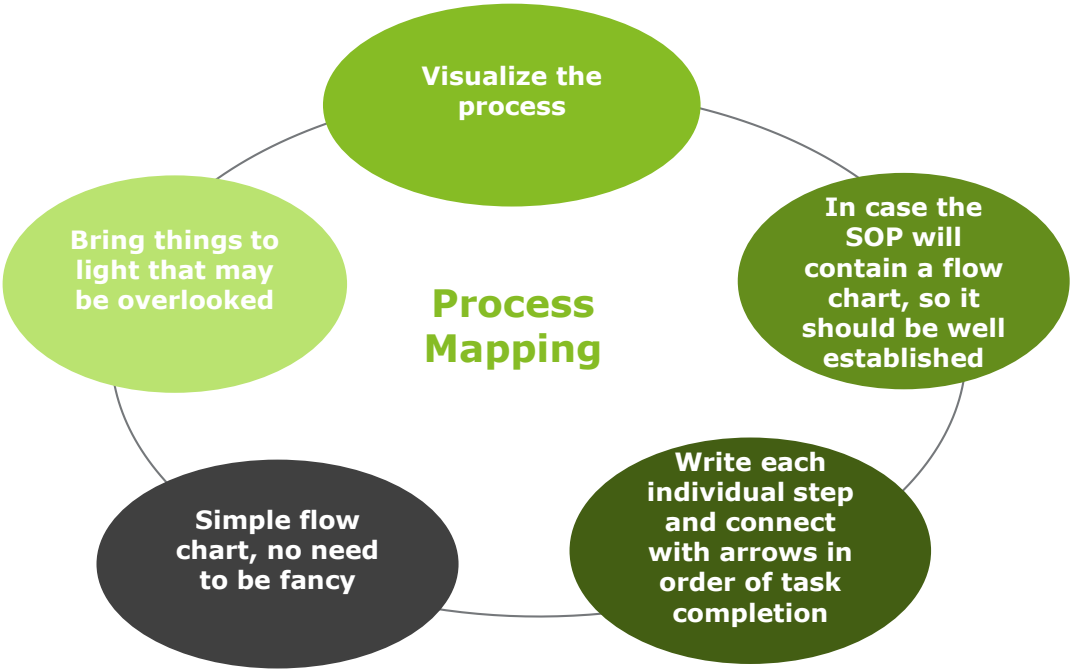 Visualize the
process
In case the
SOP will
contain a flow
chart, so it
should be well
established
Write each
individual step
and connect
with arrows in
order of task
completion
Simple flow
chart, no need
to be fancy
Bring things to
light that may
be overlooked
Process
Mapping